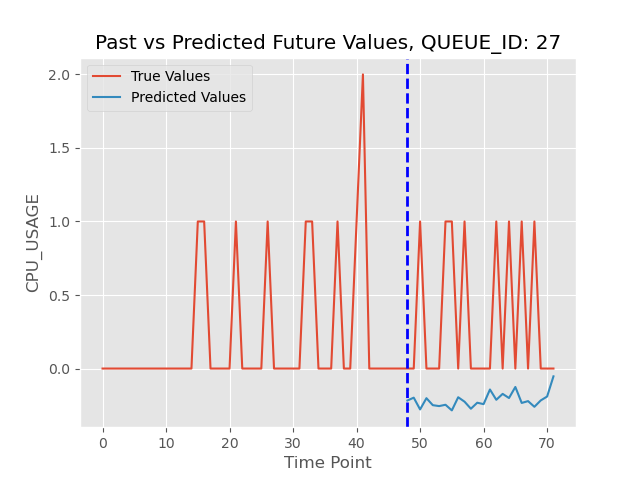 Past vs Predicted Future Values, QUEUE_ID: 27
True Values
Predicted Values
2.0
1.5
1.0
0.5
0.0
CPU_USAGE
0 10 20 30 40 50 60 70
Time Point